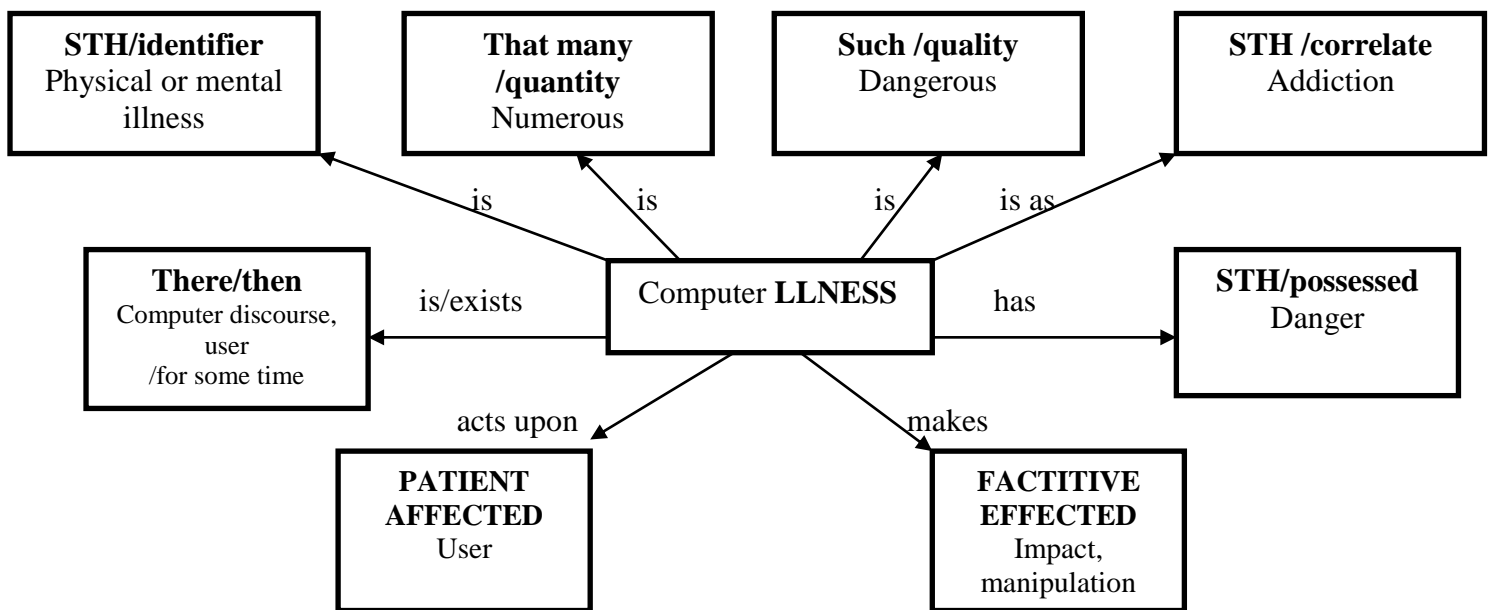 STH/identifier
Physical or mental
illness
That many
/quantity
Numerous
Such /quality
Dangerous
STH /correlate
Addiction
is
is
is
is as
There/then
Computer discourse,
user
/for some time
is/exists
Computer LLNESS
has
STH/possessed
Danger
acts upon
makes
PATIENT
AFFECTED
User
FACTITIVE
EFFECTED
Impact,
manipulation